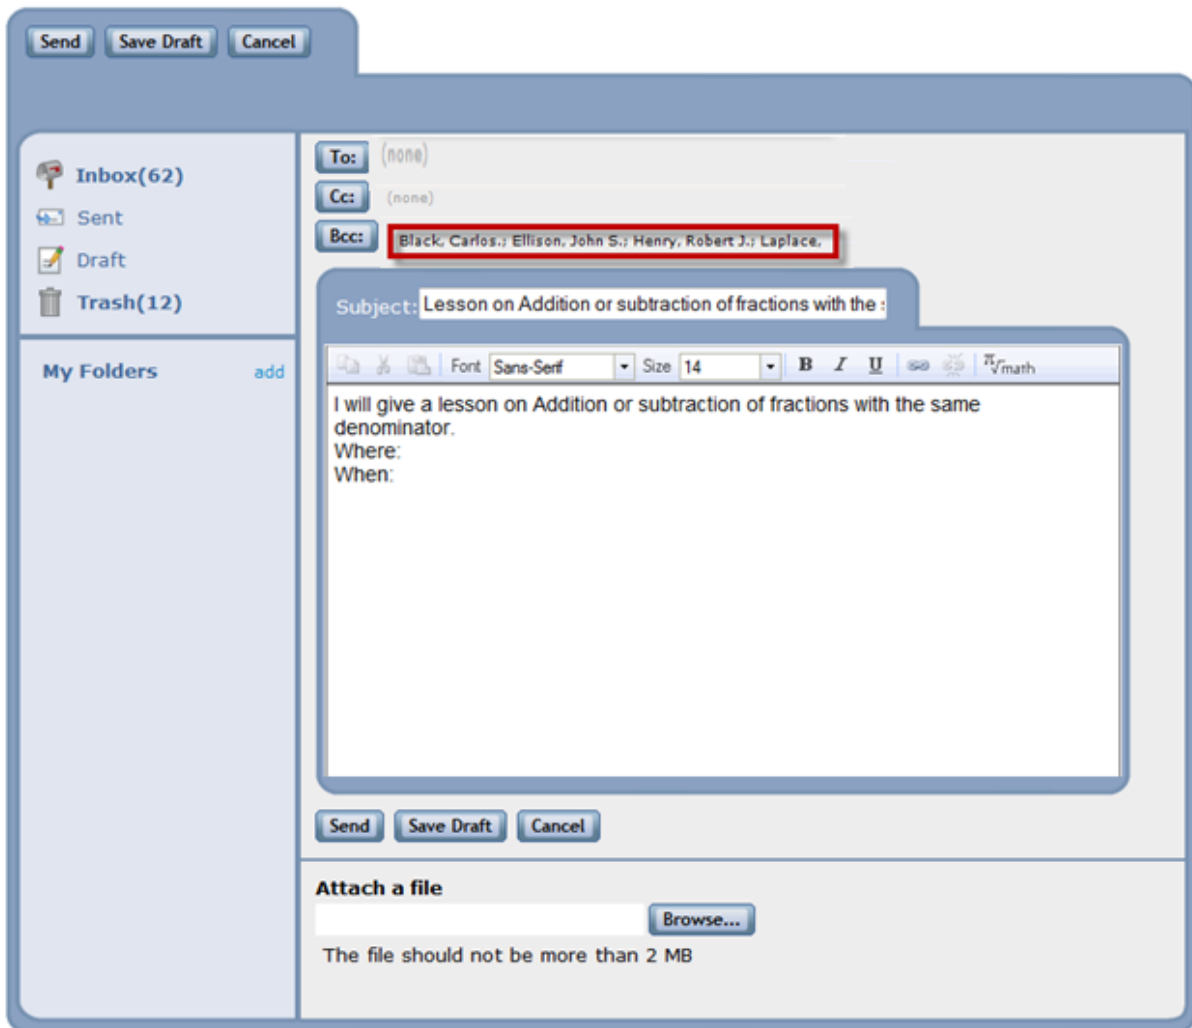 Send Save Draft Cancel
Inbox(62)
Sent
Draft
Trash(12)
My Folders add
To: (none)
Cc: (none)
Bcc: Black, Carlos.; Ellison, John S.; Henry, Robert J.; Laplace,
Subject: Lesson on Addition or subtraction of fractions with the
Font Sans-Serif Size 14 B I U π√math
I will give a lesson on Addition or subtraction of fractions with the same
denominator.
Where:
When:
Send Save Draft Cancel
Attach a file
Browse...
The file should not be more than 2 MB